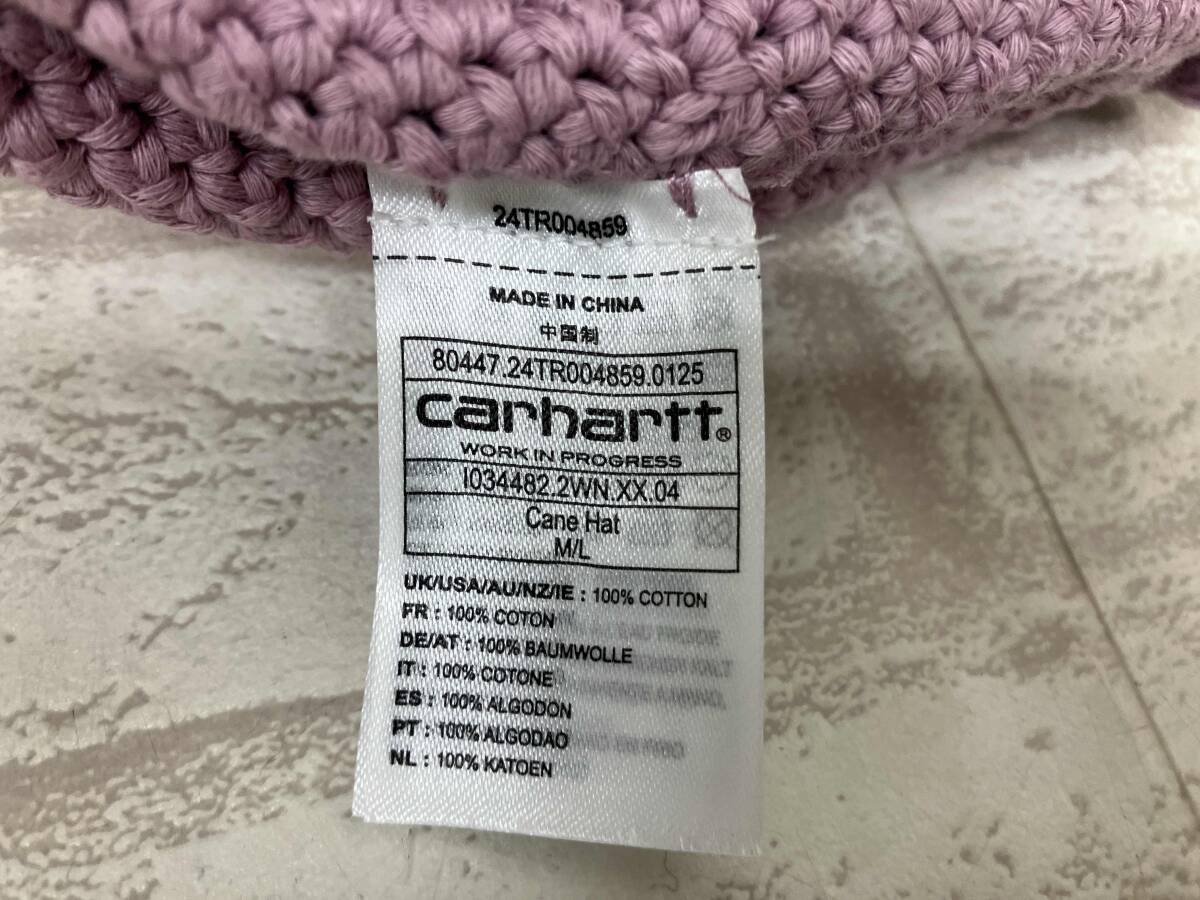 24TR004859
MADE IN CHINA
中国制
80447.24TR004859.0125
carhartt®
WORK IN PROGRESS
I034482.2WN.XX.04
Cane Hat
M/L
UK/USA/AU/NZ/IE : 100% COTTON
FR : 100% COTON
DE/AT : 100% BAUMWOLLE
IT : 100% COTONE
ES : 100% ALGODON
PT : 100% ALGODAO
NL : 100% KATOEN